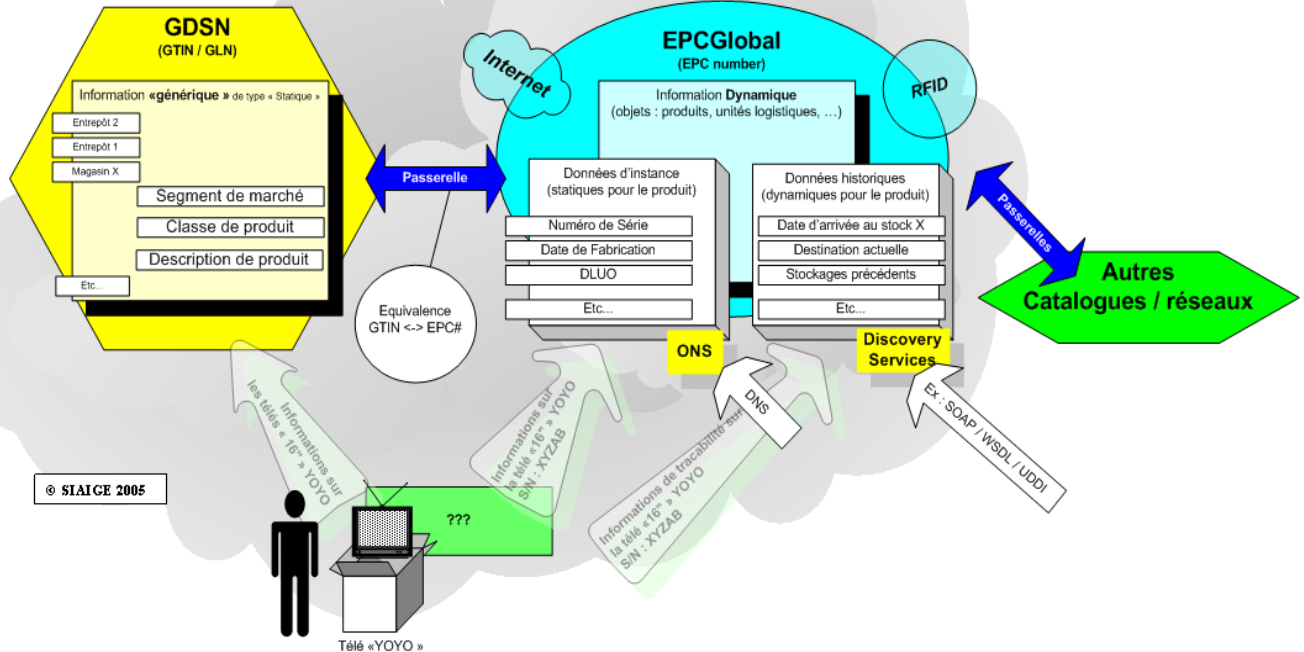 GDSN
(GTIN / GLN)
Information «générique » de type « Statique »
Entrepôt 2
Entrepôt 1
Magasin X
Segment de marché
Classe de produit
Description de produit
Etc...
Passerelle
Equivalence
GTIN <-> EPC#
EPCGlobal
(EPC number)
Internet
RFID
Information Dynamique
(objets : produits, unités logistiques, …)
Données d'instance
(statiques pour le produit)
Numéro de Série
Date de Fabrication
DLUO
Etc...
ONS
Données historiques
(dynamiques pour le produit)
Date d'arrivée au stock X
Destination actuelle
Stockages précédents
Etc...
Discovery
Services
Passerelles
Autres
Catalogues / réseaux
DNS
Ex : SOAP / WSDL / UDDI
Informations sur
les télés « 16" » YOYO
Informations sur
la télé «16" » YOYO
S/N : XYZAB
Informations de tracabilité sur
la télé «16" » YOYO
S/N : XYZAB
© SIAIGE 2005
???
Télé «YOYO »